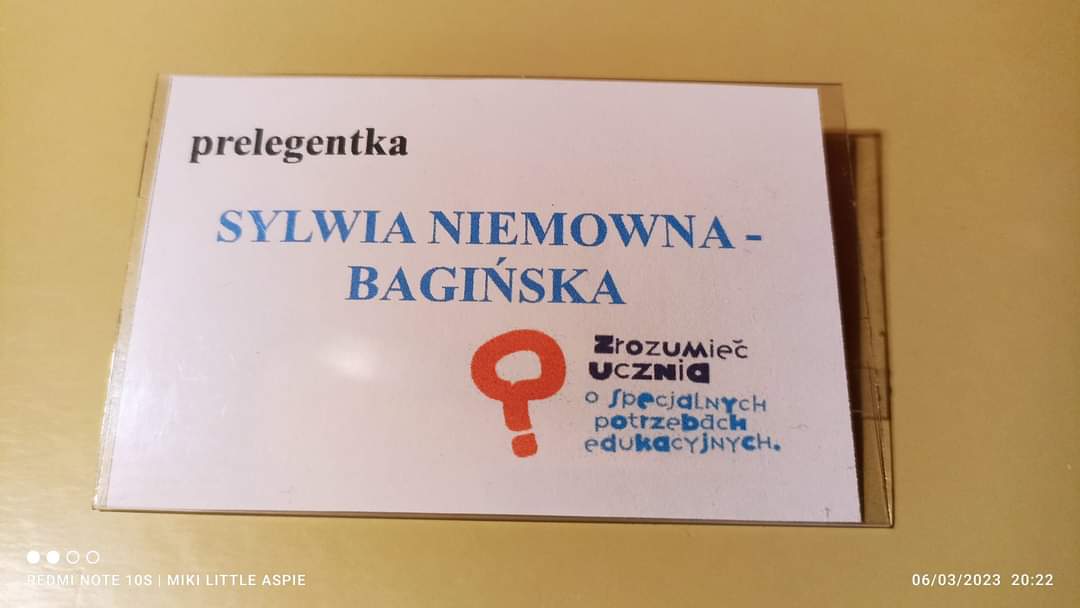 prelegentka
SYLWIA NIEMOWNA -
BAGIŃSKA
Zrozumieč
ucznia
o specjalnych
potrzebach
edukacyjnych.
REDMI NOTE 10S | MIKI LITTLE ASPIE
06/03/2023 20:22